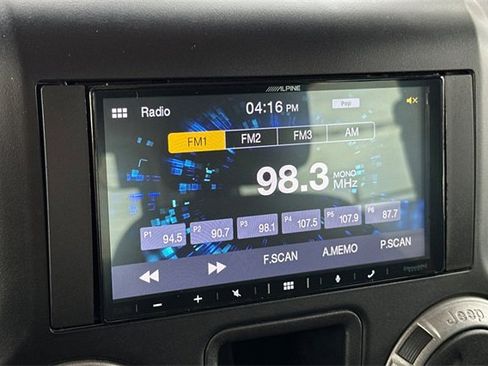 ALPINE
Radio 04:16 PM Pop
FM1 FM2 FM3 AM
98.3 MONO MHz
P1 94.5 P2 90.7 P3 98.1 P4 107.5 P5 107.9 P6 87.7
F.SCAN A.MEMO P.SCAN
Jeep